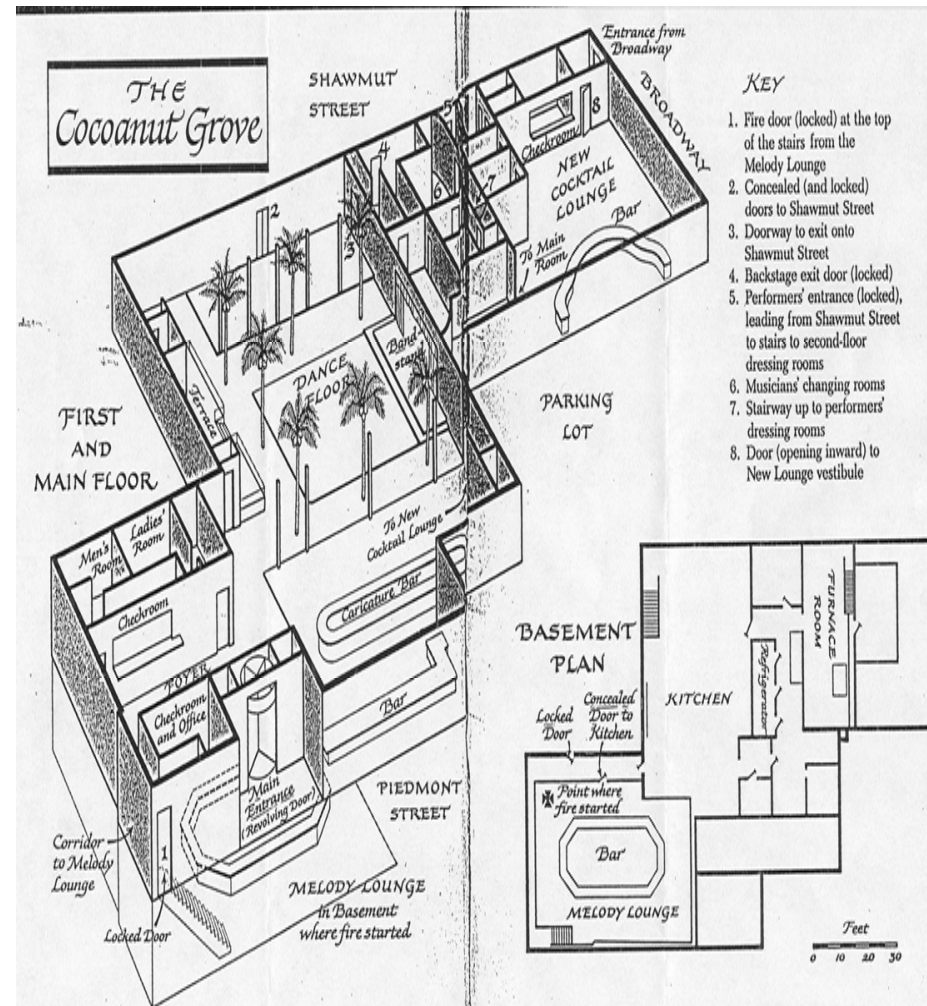 THE
Cocoanut Grove
SHAWMUT
STREET
Entrance from
Broadway
BROADWAY
KEY
1. Fire door (locked) at the top
of the stairs from the
Melody Lounge
2. Concealed (and locked)
doors to Shawmut Street
3. Doorway to exit onto
Shawmut Street
4. Backstage exit door (locked)
5. Performers' entrance (locked),
leading from Shawmut Street
to stairs to second-floor
dressing rooms
6. Musicians' changing rooms
7. Stairway up to performers'
dressing rooms
8. Door (opening inward) to
New Lounge vestibule
5
8
Checkroom
4
NEW
COCKTAIL
LOUNGE
6
7
2
3
Bar
To Main
Room
Band-
stand
DANCE
FLOOR
Terrace
PARKING
LOT
FIRST
AND
MAIN FLOOR
To New
Cocktail Lounge
Men's
Room
Ladies'
Room
Checkroom
Caricature Bar
FOYER
Checkroom
and Office
Bar
Main
Entrance
(Revolving Door)
PIEDMONT
STREET
Corridor
to Melody
Lounge
1
Locked Door
MELODY LOUNGE
in Basement
where fire started
BASEMENT
PLAN
FURNACE
ROOM
Refrigerator
KITCHEN
Locked
Door
Concealed
Door to
Kitchen
Point where
fire started
Bar
MELODY LOUNGE
Feet
0 10 20 30